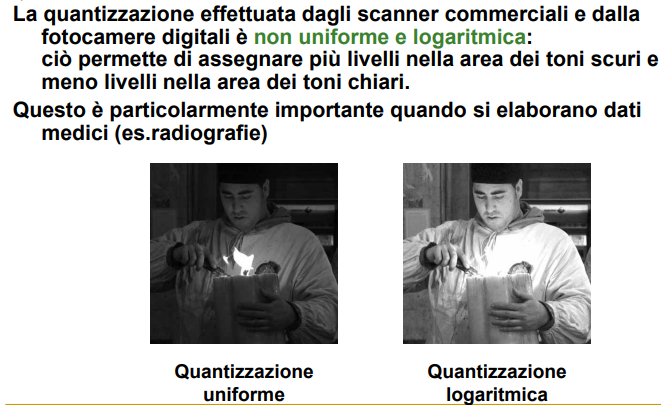 La quantizzazione effettuata dagli scanner commerciali e dalla
fotocamere digitali è non uniforme e logaritmica:
ciò permette di assegnare più livelli nella area dei toni scuri e
meno livelli nella area dei toni chiari.
Questo è particolarmente importante quando si elaborano dati
medici (es.radiografie)
Quantizzazione
uniforme
Quantizzazione
logaritmica